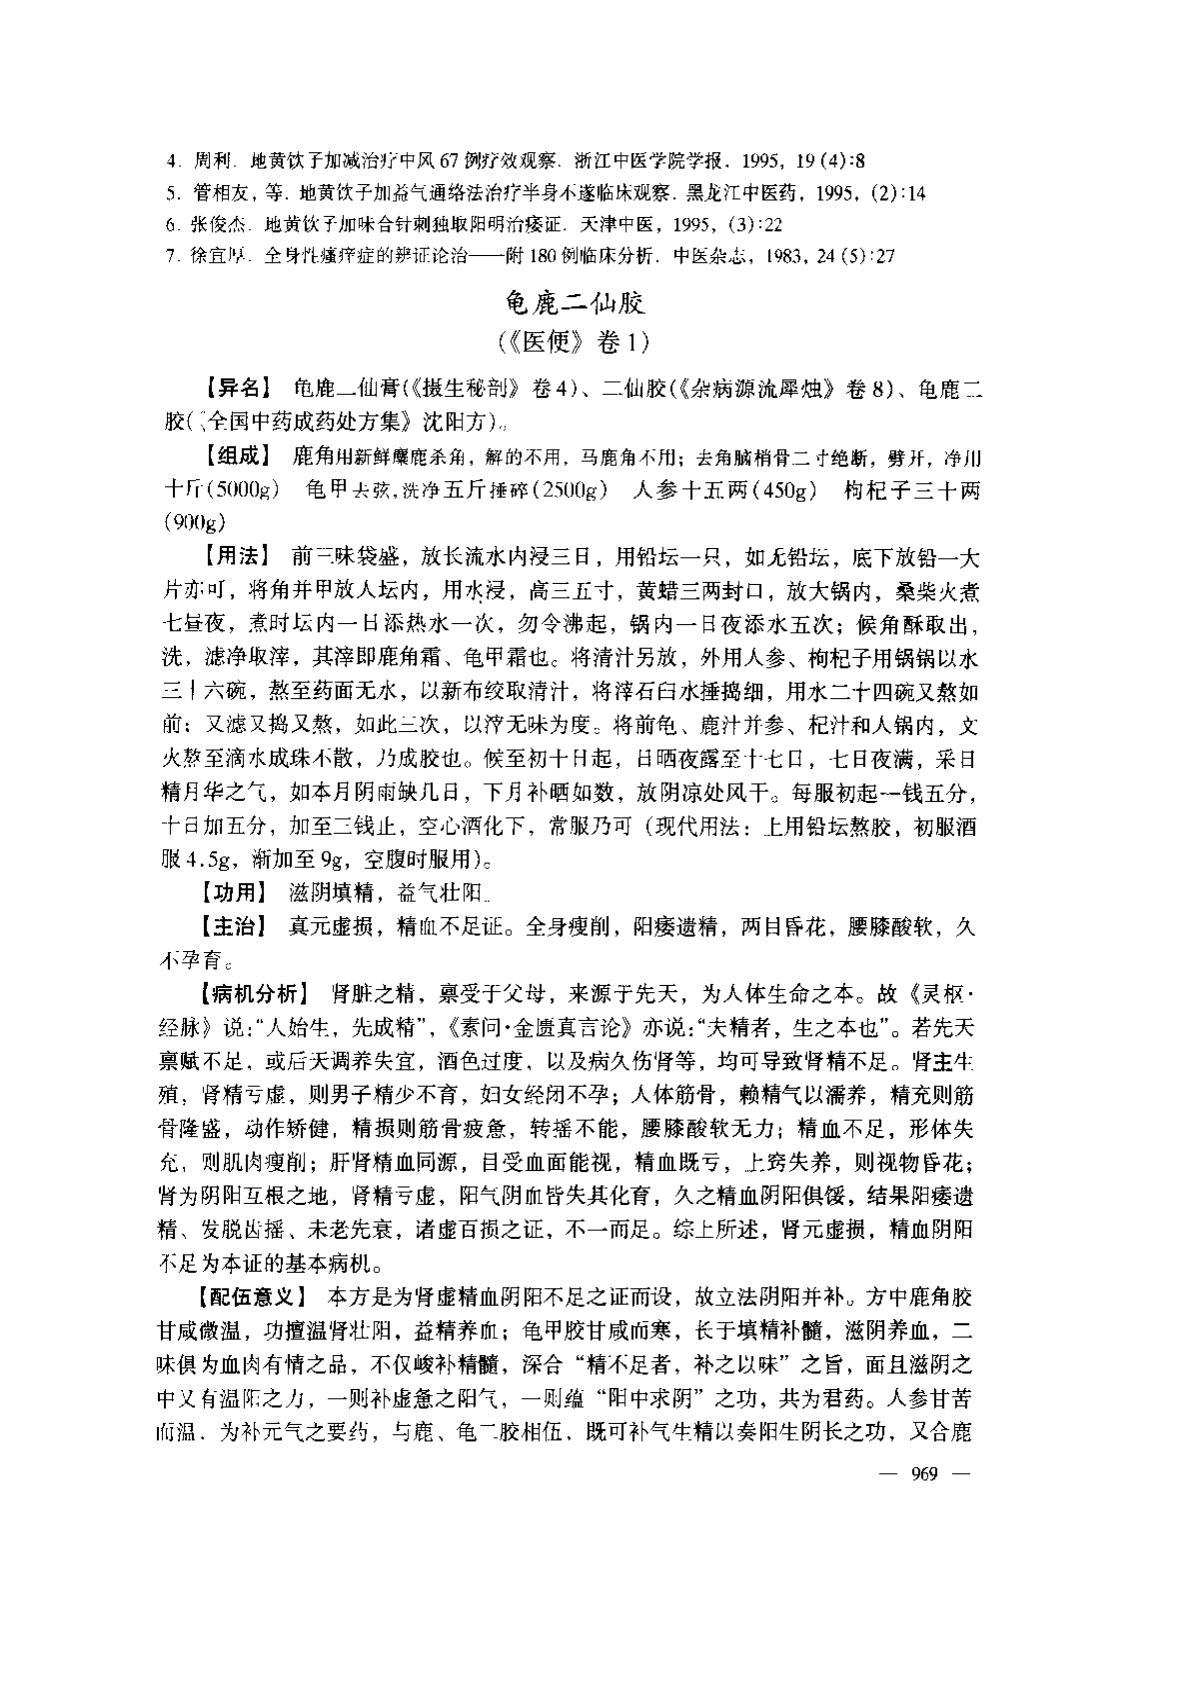 4. 周利. 地黄饮子加减治疗中风 67 例疗效观察. 浙江中医学院学报. 1995, 19 (4):8
5. 管相友, 等. 地黄饮子加益气通络法治疗半身不遂临床观察. 黑龙江中医药, 1995, (2):14
6. 张俊杰. 地黄饮子加味合针刺独取阳明治痿证. 天津中医, 1995, (3):22
7. 徐宜厚. 全身性瘙痒症的辨证论治——附 180 例临床分析. 中医杂志, 1983, 24 (5):27
龟鹿二仙胶
(《医便》卷 1)
【异名】 龟鹿二仙膏(《摄生秘剖》卷 4)、二仙胶(《杂病源流犀烛》卷 8)、龟鹿二
胶(《全国中药成药处方集》沈阳方)。
【组成】 鹿角用新鲜麋鹿杀角, 解的不用, 马鹿角不用; 去角脑梢骨二寸绝断, 劈开, 净用
十斤(5000g) 龟甲去弦,洗净五斤捶碎(2500g) 人参十五两(450g) 枸杞子三十两
(900g)
【用法】 前三味袋盛, 放长流水内浸三日, 用铅坛一只, 如无铅坛, 底下放铅一大
片亦可, 将角并甲放人坛内, 用水浸, 高三五寸, 黄蜡三两封口, 放大锅内, 桑柴火煮
七昼夜, 煮时坛内一日添热水一次, 勿令沸起, 锅内一日夜添水五次; 候角酥取出,
洗, 滤净取滓, 其滓即鹿角霜、龟甲霜也。将清汁另放, 外用人参、枸杞子用锅锅以水
三十六碗, 熬至药面无水, 以新布绞取清汁, 将滓石臼水捶捣细, 用水二十四碗又熬如
前; 又滤又捣又熬, 如此三次, 以滓无味为度。将前龟、鹿汁并参、杞汁和人锅内, 文
火熬至滴水成珠不散, 乃成胶也。候至初十日起, 日晒夜露至十七日, 七日夜满, 采日
精月华之气, 如本月阴雨缺几日, 下月补晒如数, 放阴凉处风干。每服初起一钱五分,
十日加五分, 加至三钱止, 空心酒化下, 常服乃可 (现代用法: 上用铅坛熬胶, 初服酒
服 4.5g, 渐加至 9g, 空腹时服用)。
【功用】 滋阴填精, 益气壮阳。
【主治】 真元虚损, 精血不足证。全身瘦削, 阳痿遗精, 两目昏花, 腰膝酸软, 久
不孕育。
【病机分析】 肾脏之精, 禀受于父母, 来源于先天, 为人体生命之本。故《灵枢·
经脉》说:“人始生, 先成精”, 《素问·金匮真言论》亦说:“夫精者, 生之本也”。若先天
禀赋不足, 或后天调养失宜, 酒色过度, 以及病久伤肾等, 均可导致肾精不足。肾主生
殖, 肾精亏虚, 则男子精少不育, 妇女经闭不孕; 人体筋骨, 赖精气以濡养, 精充则筋
骨隆盛, 动作矫健, 精损则筋骨疲惫, 转摇不能, 腰膝酸软无力; 精血不足, 形体失
充, 则肌肉瘦削; 肝肾精血同源, 目受血面能视, 精血既亏, 上窍失养, 则视物昏花;
肾为阴阳互根之地, 肾精亏虚, 阳气阴血皆失其化育, 久之精血阴阳俱馁, 结果阳痿遗
精、发脱齿摇、未老先衰, 诸虚百损之证, 不一而足。综上所述, 肾元虚损, 精血阴阳
不足为本证的基本病机。
【配伍意义】 本方是为肾虚精血阴阳不足之证而设, 故立法阴阳并补。方中鹿角胶
甘咸微温, 功擅温肾壮阳, 益精养血; 龟甲胶甘咸而寒, 长于填精补髓, 滋阴养血, 二
味俱为血肉有情之品, 不仅峻补精髓, 深合 “精不足者, 补之以味” 之旨, 面且滋阴之
中又有温阳之力, 一则补虚惫之阳气, 一则蕴 “阳中求阴” 之功, 共为君药。人参甘苦
而温, 为补元气之要药, 与鹿、龟二胶相伍, 既可补气生精以奏阳生阴长之功, 又合鹿
— 969 —